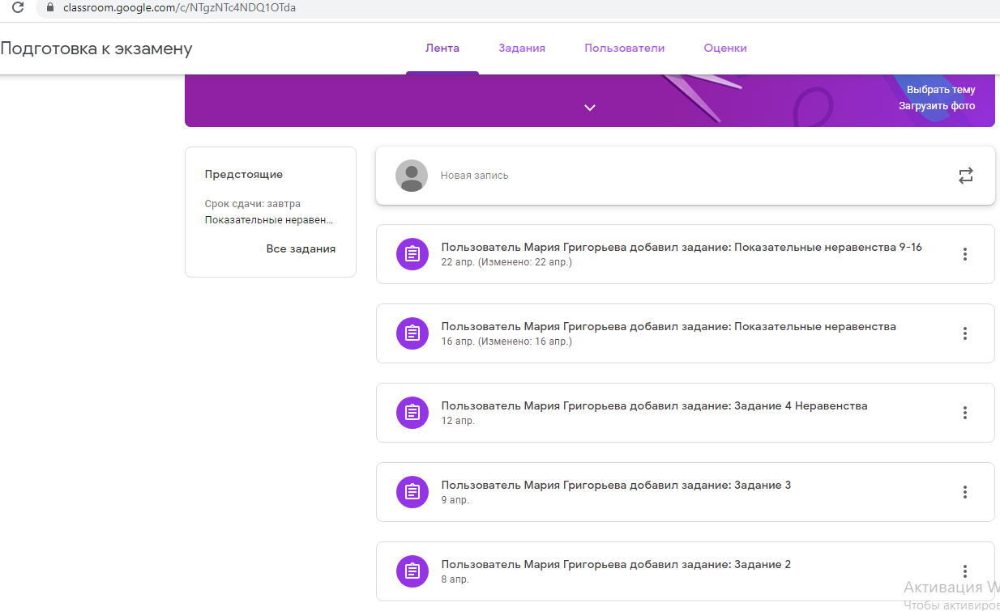 classroom.google.com/c/NTgzNTc4NDQ1OTda
Подготовка к экзамену
Лента
Задания
Пользователи
Оценки
Выбрать тему
Загрузить фото
Предстоящие
Срок сдачи: завтра
Показательные неравен...
Все задания
Новая запись
Пользователь Мария Григорьева добавил задание: Показательные неравенства 9-16
22 апр. (Изменено: 22 апр.)
Пользователь Мария Григорьева добавил задание: Показательные неравенства
16 апр. (Изменено: 16 апр.)
Пользователь Мария Григорьева добавил задание: Задание 4 Неравенства
12 апр.
Пользователь Мария Григорьева добавил задание: Задание 3
9 апр.
Пользователь Мария Григорьева добавил задание: Задание 2
8 апр.
Активация W
Чтобы активиров